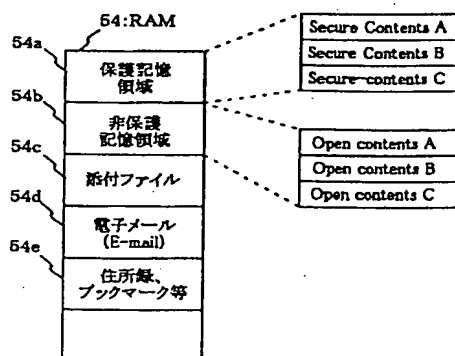 54:RAM
54a
保護記憶
領域
54b
非保護
記憶領域
54c
添付ファイル
54d
電子メール
(E-mail)
54e
住所録、
ブックマーク等
Secure Contents A
Secure Contents B
Secure-contents C
Open contents A
Open contents B
Open contents C